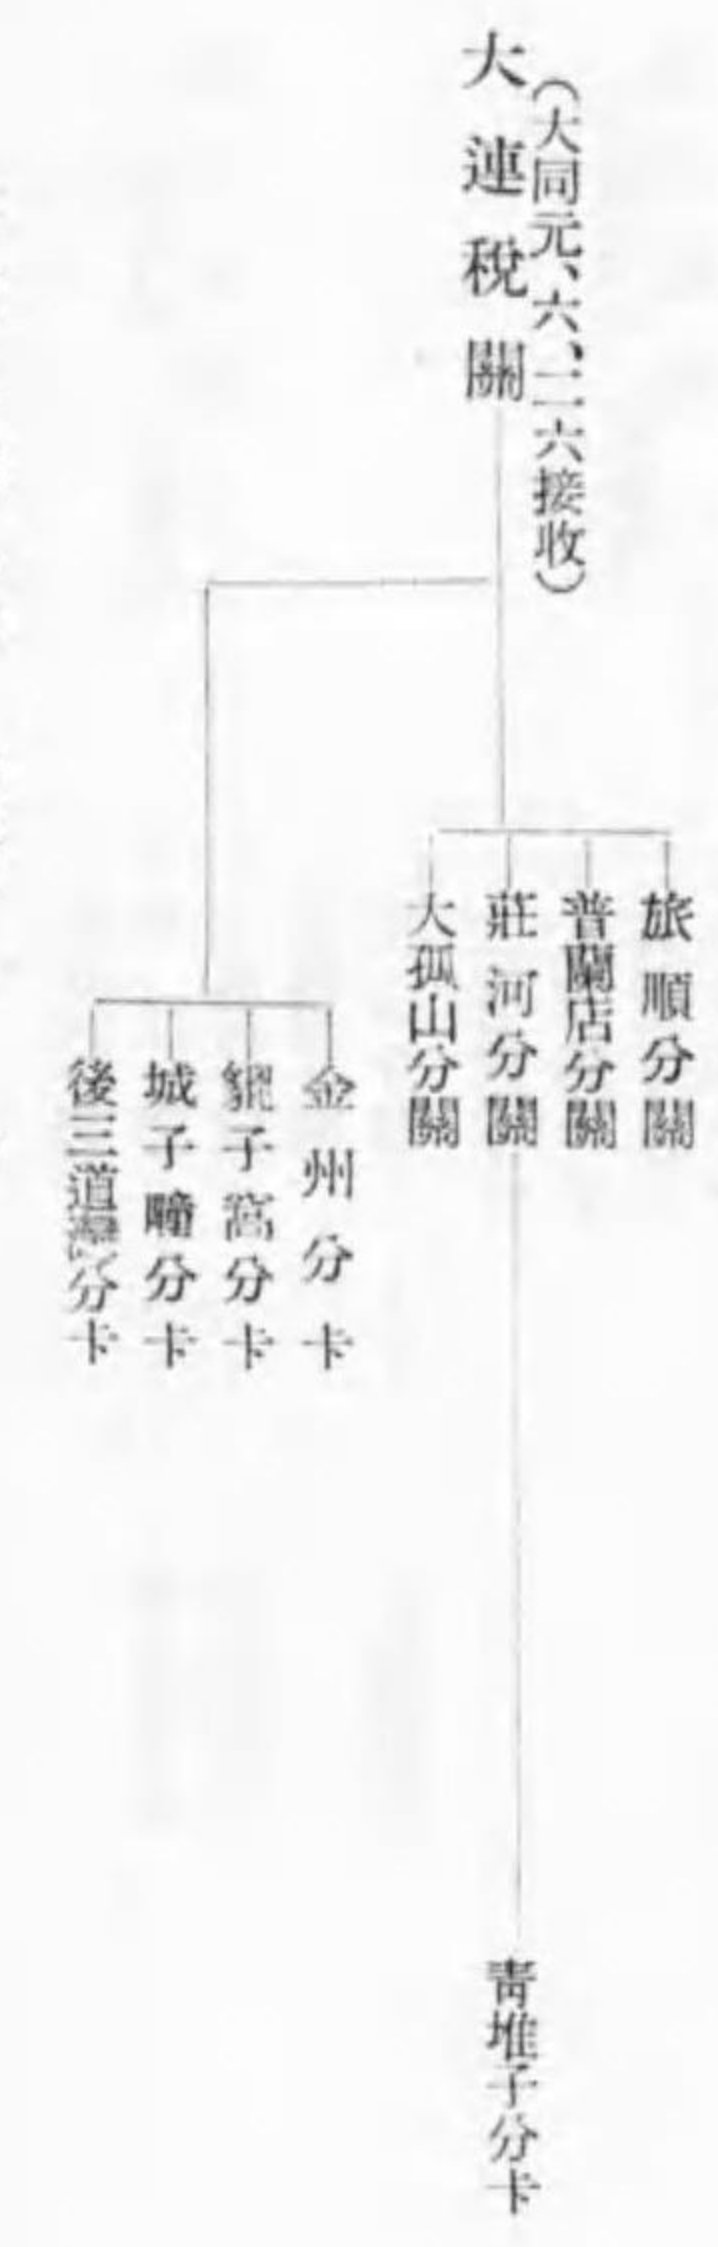 （大同元、六、二六接收）
大連稅關
旅順分關
普蘭店分關
莊河分關
大孤山分關
金州分卡
貔子窩分卡
城子疃分卡
後三道灣分卡
青堆子分卡